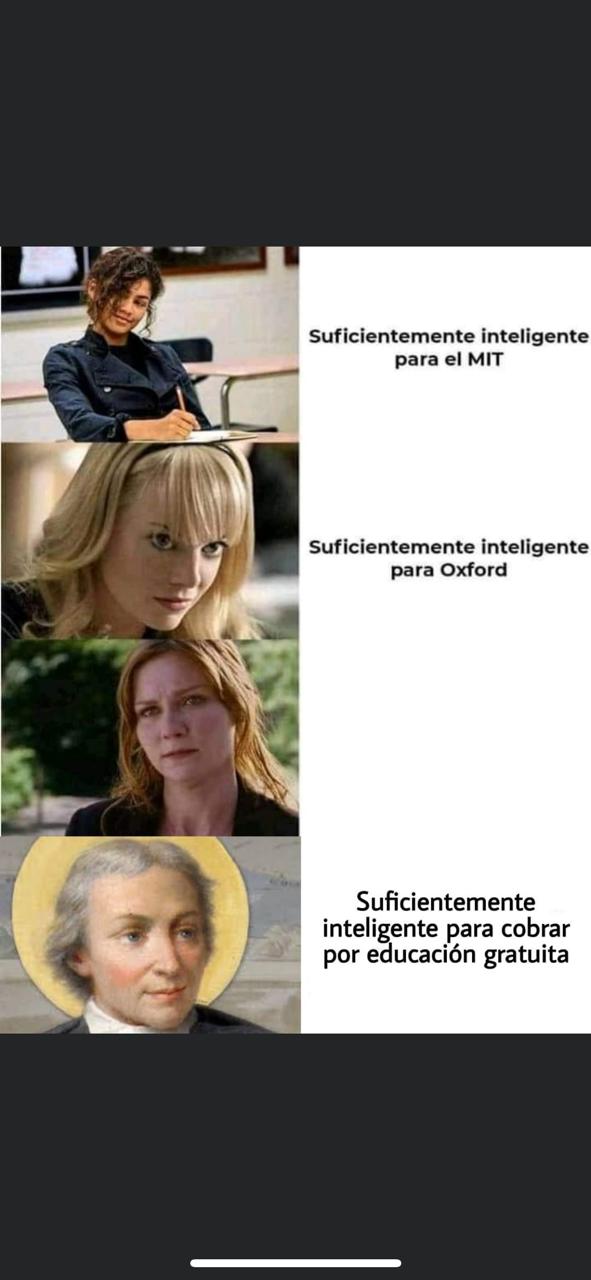 Suficientemente inteligente
para el MIT
Suficientemente inteligente
para Oxford
Suficientemente
inteligente para cobrar
por educación gratuita